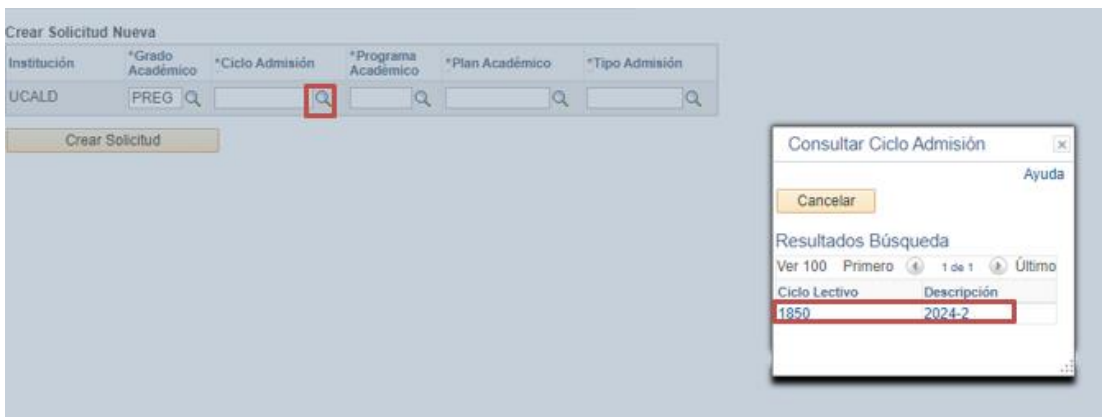 Crear Solicitud Nueva
Institución *Grado Académico *Ciclo Admisión *Programa Académico *Plan Académico *Tipo Admisión
UCALD PREG
Crear Solicitud
Consultar Ciclo Admisión
Ayuda
Cancelar
Resultados Búsqueda
Ver 100 Primero 1 de 1 Último
Ciclo Lectivo Descripción
1850 2024-2